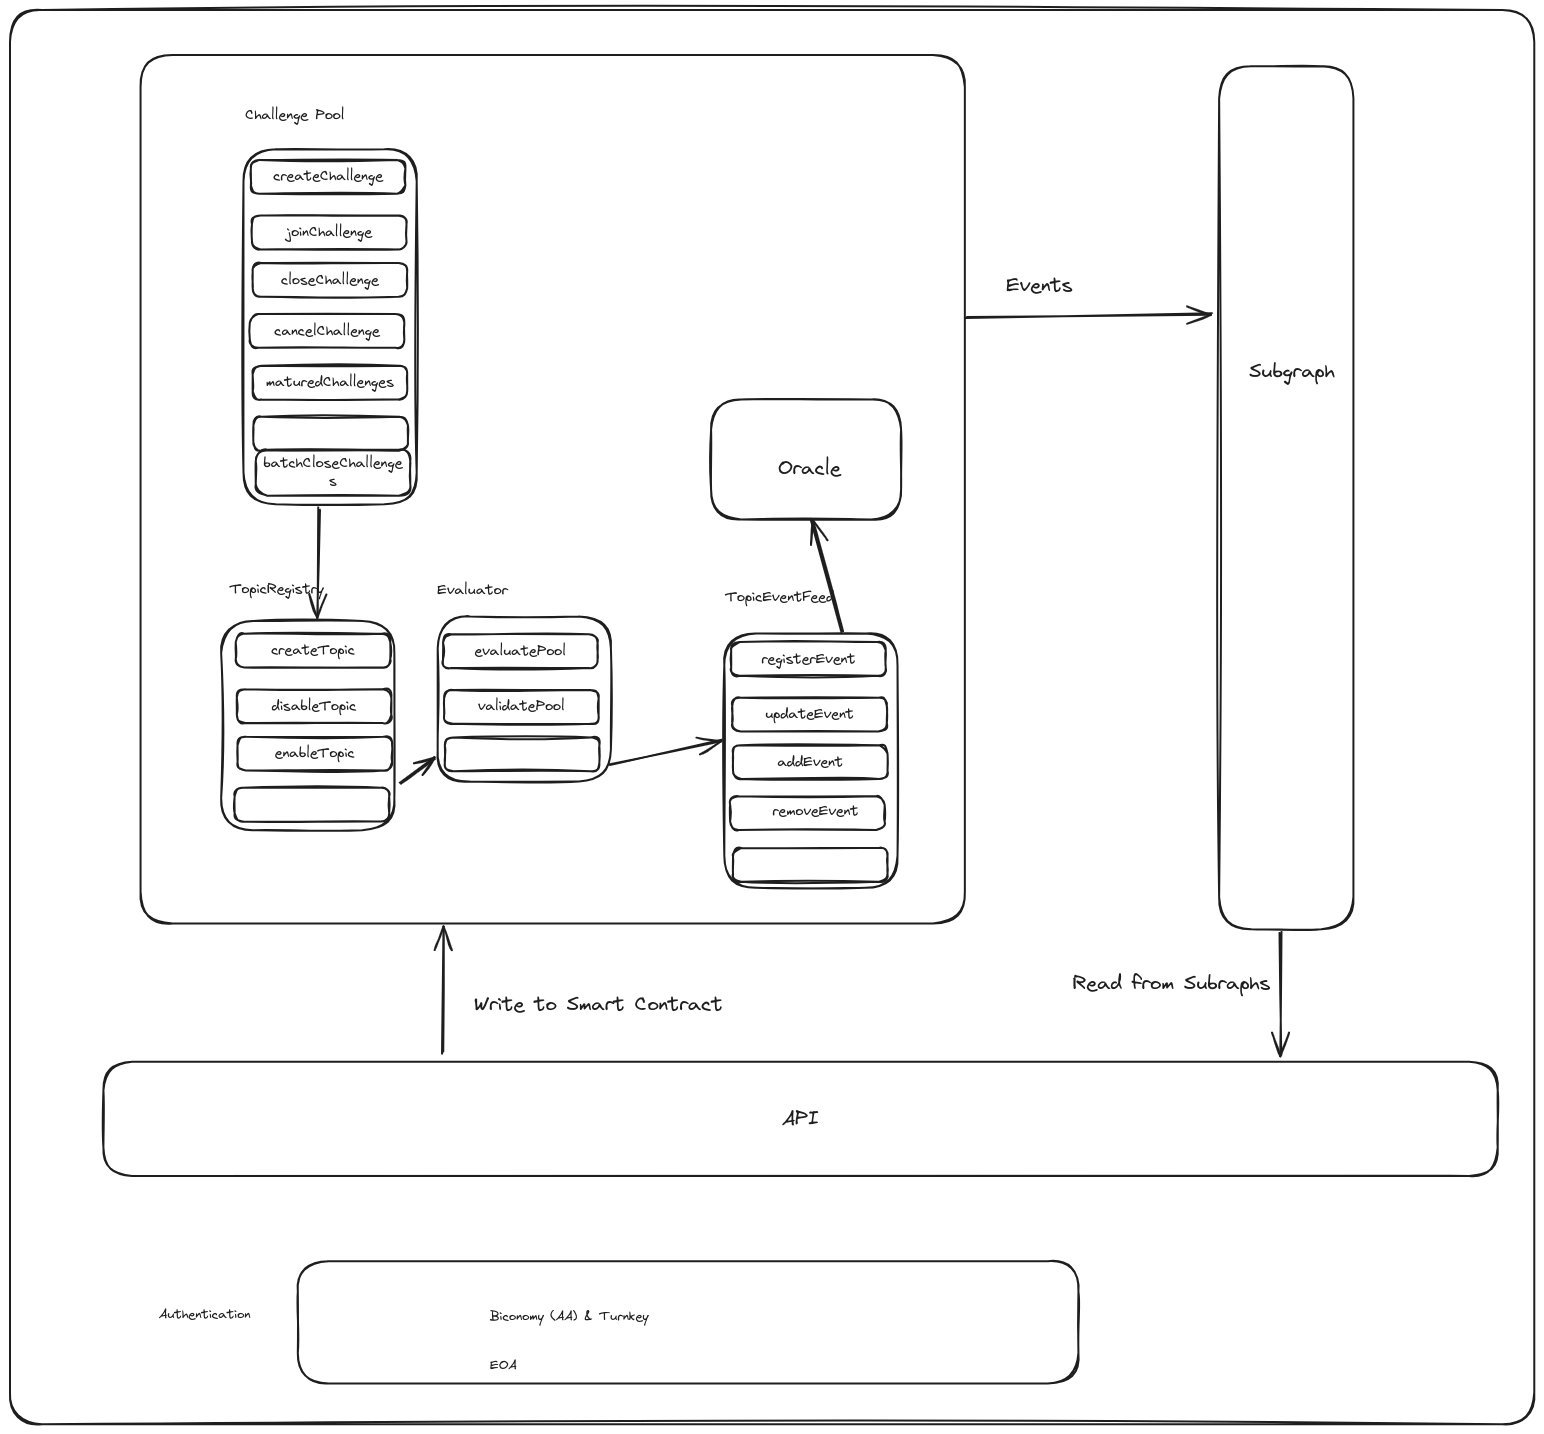 Challenge Pool
createChallenge
joinChallenge
closeChallenge
cancelChallenge
maturedChallenges
batchCloseChallenge
s
Events
Subgraph
Oracle
TopicRegistry
createTopic
disableTopic
enableTopic
Evaluator
evaluatePool
validatePool
TopicEventFeed
registerEvent
updateEvent
addEvent
removeEvent
Write to Smart Contract
Read from Subraphs
API
Authentication
Biconomy (AA) & Turnkey
EOA